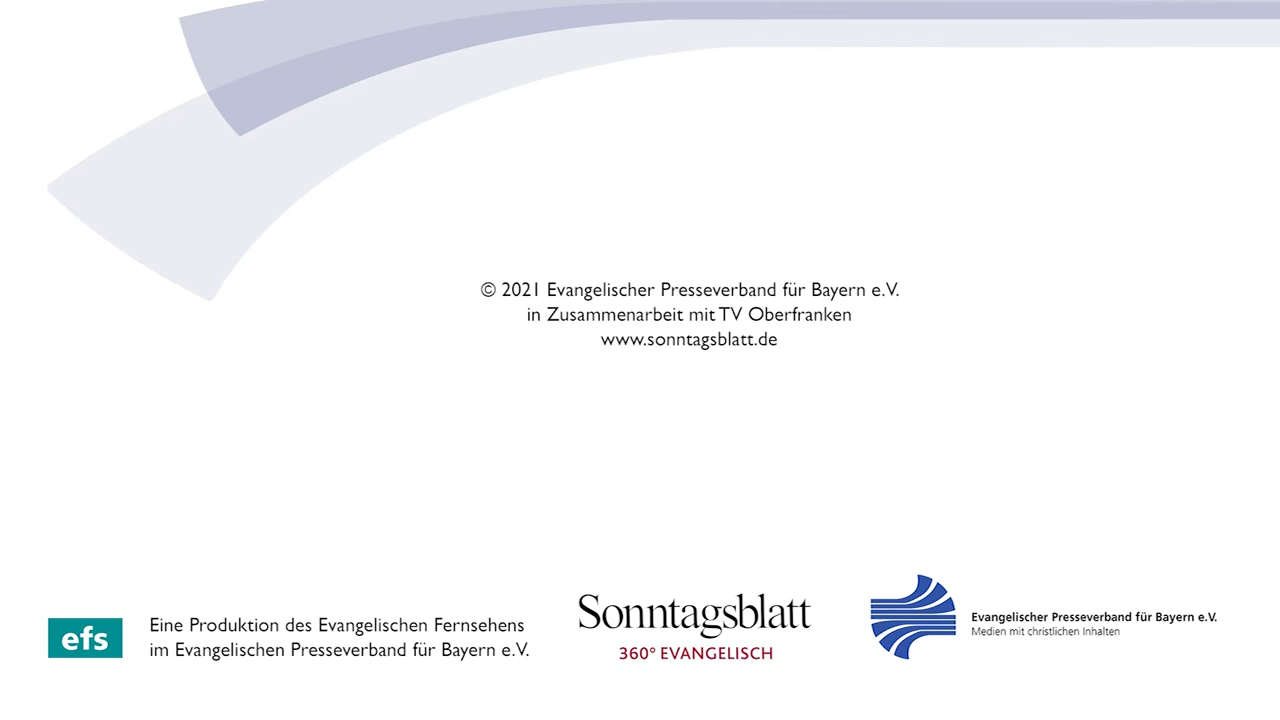 © 2021 Evangelischer Presseverband für Bayern e.V.
in Zusammenarbeit mit TV Oberfranken
www.sonntagsblatt.de
efs
Eine Produktion des Evangelischen Fernsehens
im Evangelischen Presseverband für Bayern e.V.
Sonntagsblatt
360° EVANGELISCH
Evangelischer Presseverband für Bayern e.V.
Medien mit christlichen Inhalten